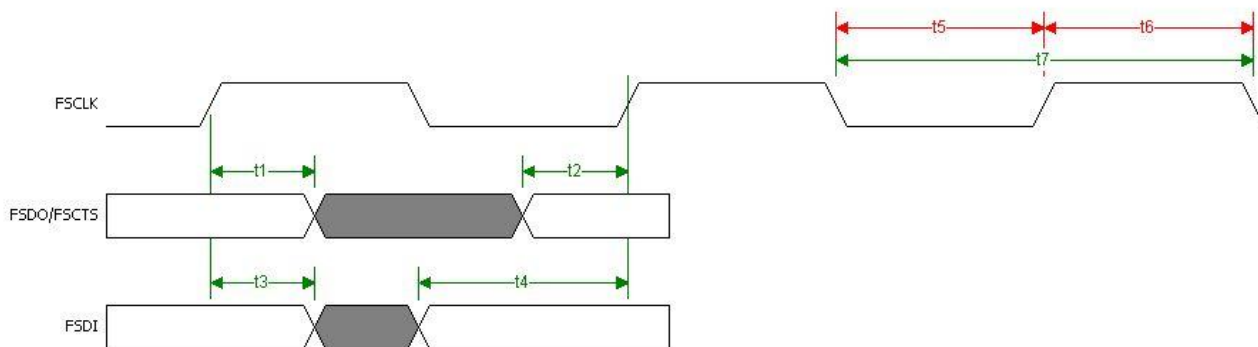 t5 t6
t7
FSCLK
t1 t2
FSDO/FSCTS
t3 t4
FSDI